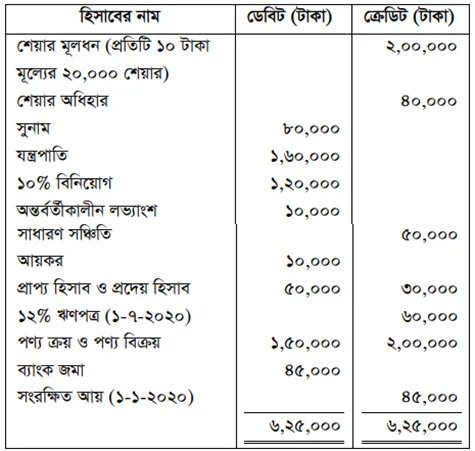 হিসাবের নাম ডেবিট (টাকা) ক্রেডিট (টাকা)
শেয়ার মূলধন (প্রতিটি ১০ টাকা ২,০০,০০০
মূল্যের ২০,০০০ শেয়ার)
শেয়ার অধিহার ৪০,০০০
সুনাম ৮০,০০০
যন্ত্রপাতি ১,৬০,০০০
১০% বিনিয়োগ ১,২০,০০০
অন্তর্বর্তীকালীন লভ্যাংশ ১০,০০০
সাধারণ সঞ্চিতি ৫০,০০০
আয়কর ১০,০০০
প্রাপ্য হিসাব ও প্রদেয় হিসাব ৫০,০০০ ৩০,০০০
১২% ঋণপত্র (১-৭-২০২০) ৬০,০০০
পণ্য ক্রয় ও পণ্য বিক্রয় ১,৫০,০০০ ২,০০,০০০
ব্যাংক জমা ৪৫,০০০
সংরক্ষিত আয় (১-১-২০২০) ৪৫,০০০
৬,২৫,০০০ ৬,২৫,০০০